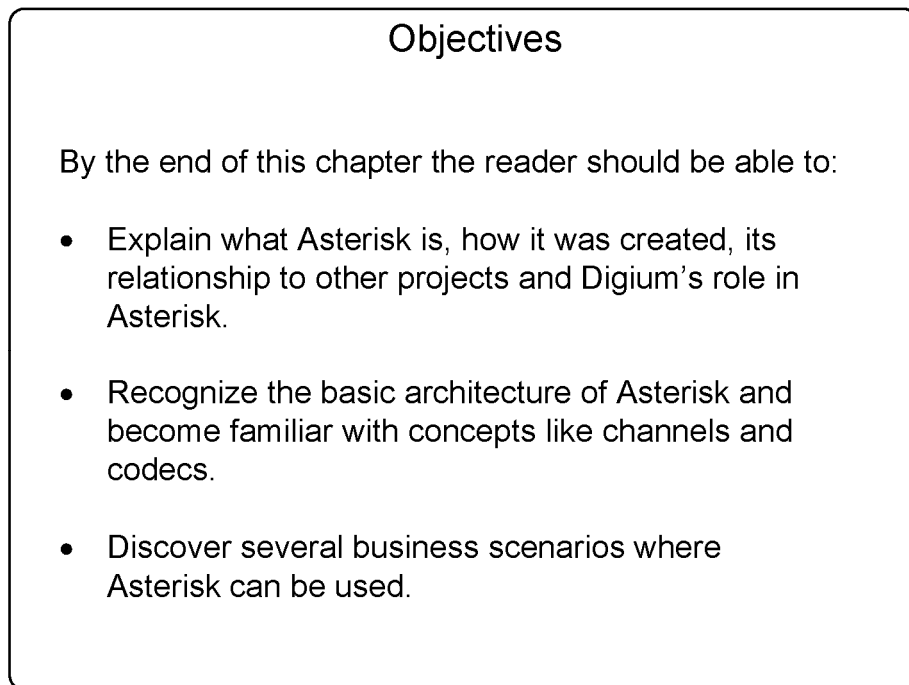 Objectives
By the end of this chapter the reader should be able to:
• Explain what Asterisk is, how it was created, its
relationship to other projects and Digium’s role in
Asterisk.
• Recognize the basic architecture of Asterisk and
become familiar with concepts like channels and
codecs.
• Discover several business scenarios where
Asterisk can be used.